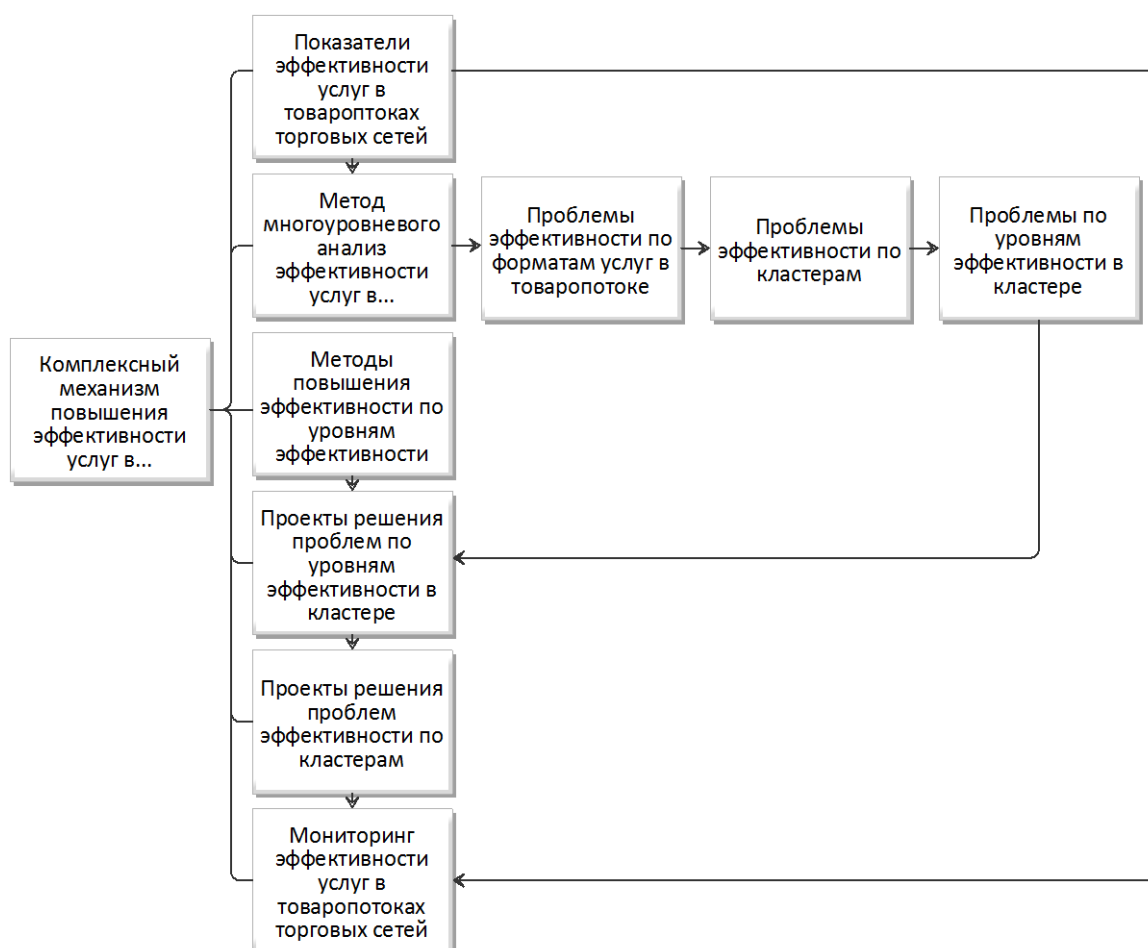 Показатели
эффективности
услуг в
товароптоках
торговых сетей
Метод
многоуровневого
анализ
эффективности
услуг в...
Проблемы
эффективности по
форматам услуг в
товаропотоке
Проблемы
эффективности по
кластерам
Проблемы по
уровням
эффективности в
кластере
Комплексный
механизм
повышения
эффективности
услуг в...
Методы
повышения
эффективности по
уровням
эффективности
Проекты решения
проблем по
уровням
эффективности в
кластере
Проекты решения
проблем
эффективности по
кластерам
Мониторинг
эффективности
услуг в
товаропотоках
торговых сетей